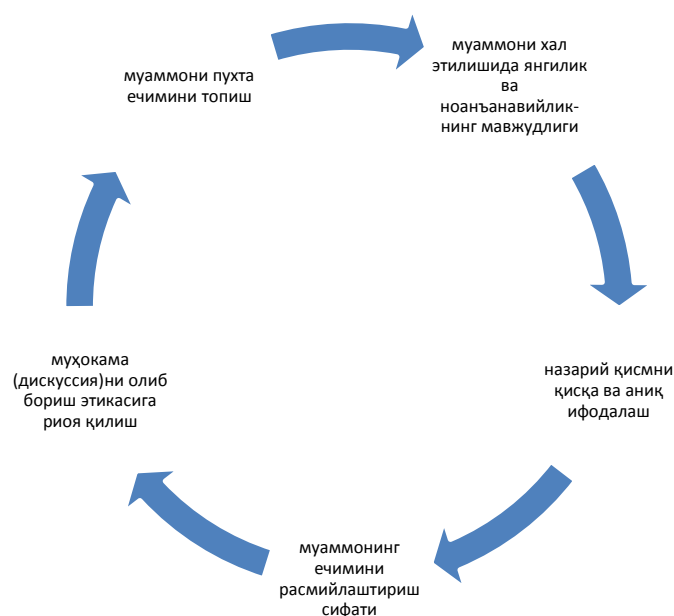 муаммони пухта
ечимини топиш
муаммони хал
этилишида янгилик
ва
ноанъанавийлик-
нинг мавжудлиги
назарий қисмни
қисқа ва аниқ
ифодалаш
муаммонинг
ечимини
расмийлаштириш
сифати
муҳокама
(дискуссия)ни олиб
бориш этикасига
риоя қилиш